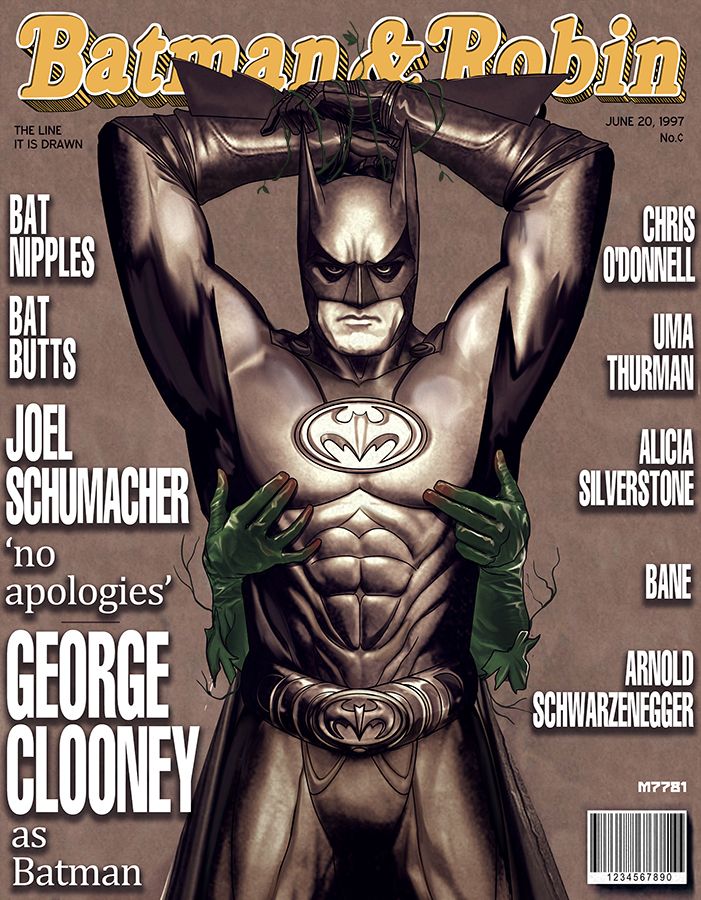 Batman & Robin
THE LINE
IT IS DRAWN
JUNE 20, 1997
No.¢
BAT
NIPPLES
BAT
BUTTS
JOEL
SCHUMACHER
‘no
apologies’
GEORGE
CLOONEY
as
Batman
CHRIS
O'DONNELL
UMA
THURMAN
ALICIA
SILVERSTONE
BANE
ARNOLD
SCHWARZENEGGER
M7781
1234567890